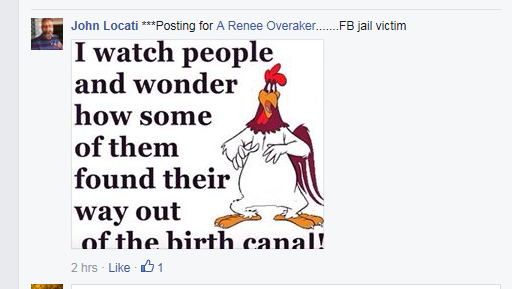 John Locati ***Posting for A Renee Overaker.......FB jail victim
I watch people
and wonder
how some
of them
found their
way out
of the birth canal!
2 hrs · Like · 1